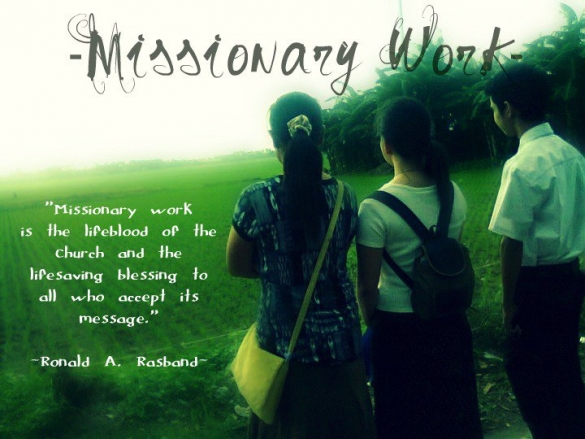 -Missionary Work-
"Missionary work
is the lifeblood of the
Church and the
lifesaving blessing to
all who accept its
message."
~Ronald A. Rasband~